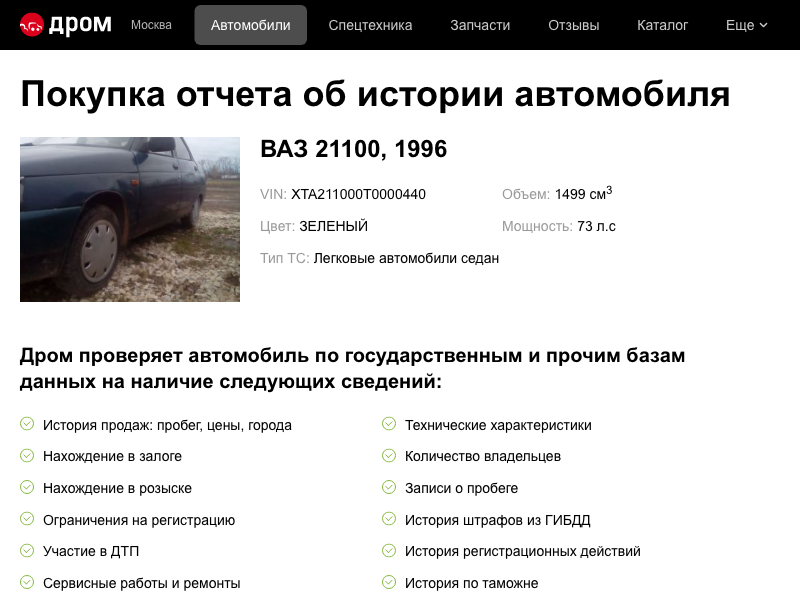 дром Москва Автомобили Спецтехника Запчасти Отзывы Каталог Еще
Покупка отчета об истории автомобиля
ВАЗ 21100, 1996
VIN: XTA211000T0000440 Объем: 1499 см3
Цвет: ЗЕЛЕНЫЙ Мощность: 73 л.с
Тип ТС: Легковые автомобили седан
Дром проверяет автомобиль по государственным и прочим базам
данных на наличие следующих сведений:
История продаж: пробег, цены, города Технические характеристики
Нахождение в залоге Количество владельцев
Нахождение в розыске Записи о пробеге
Ограничения на регистрацию История штрафов из ГИБДД
Участие в ДТП История регистрационных действий
Сервисные работы и ремонты История по таможне